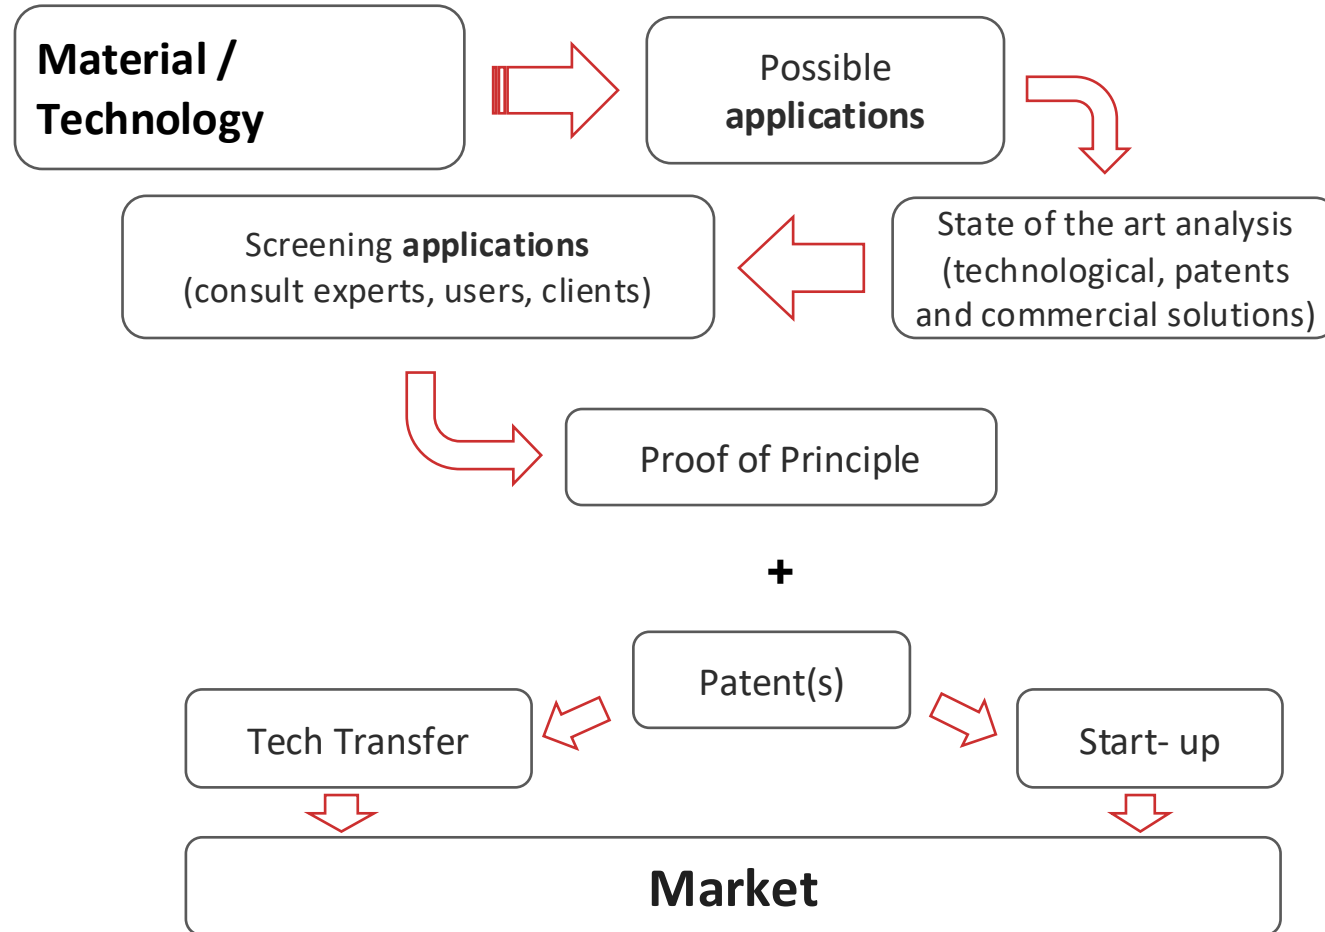 Material /
Technology
Possible
applications
State of the art analysis
(technological, patents
and commercial solutions)
Screening applications
(consult experts, users, clients)
Proof of Principle
+
Patent(s)
Tech Transfer
Start- up
Market